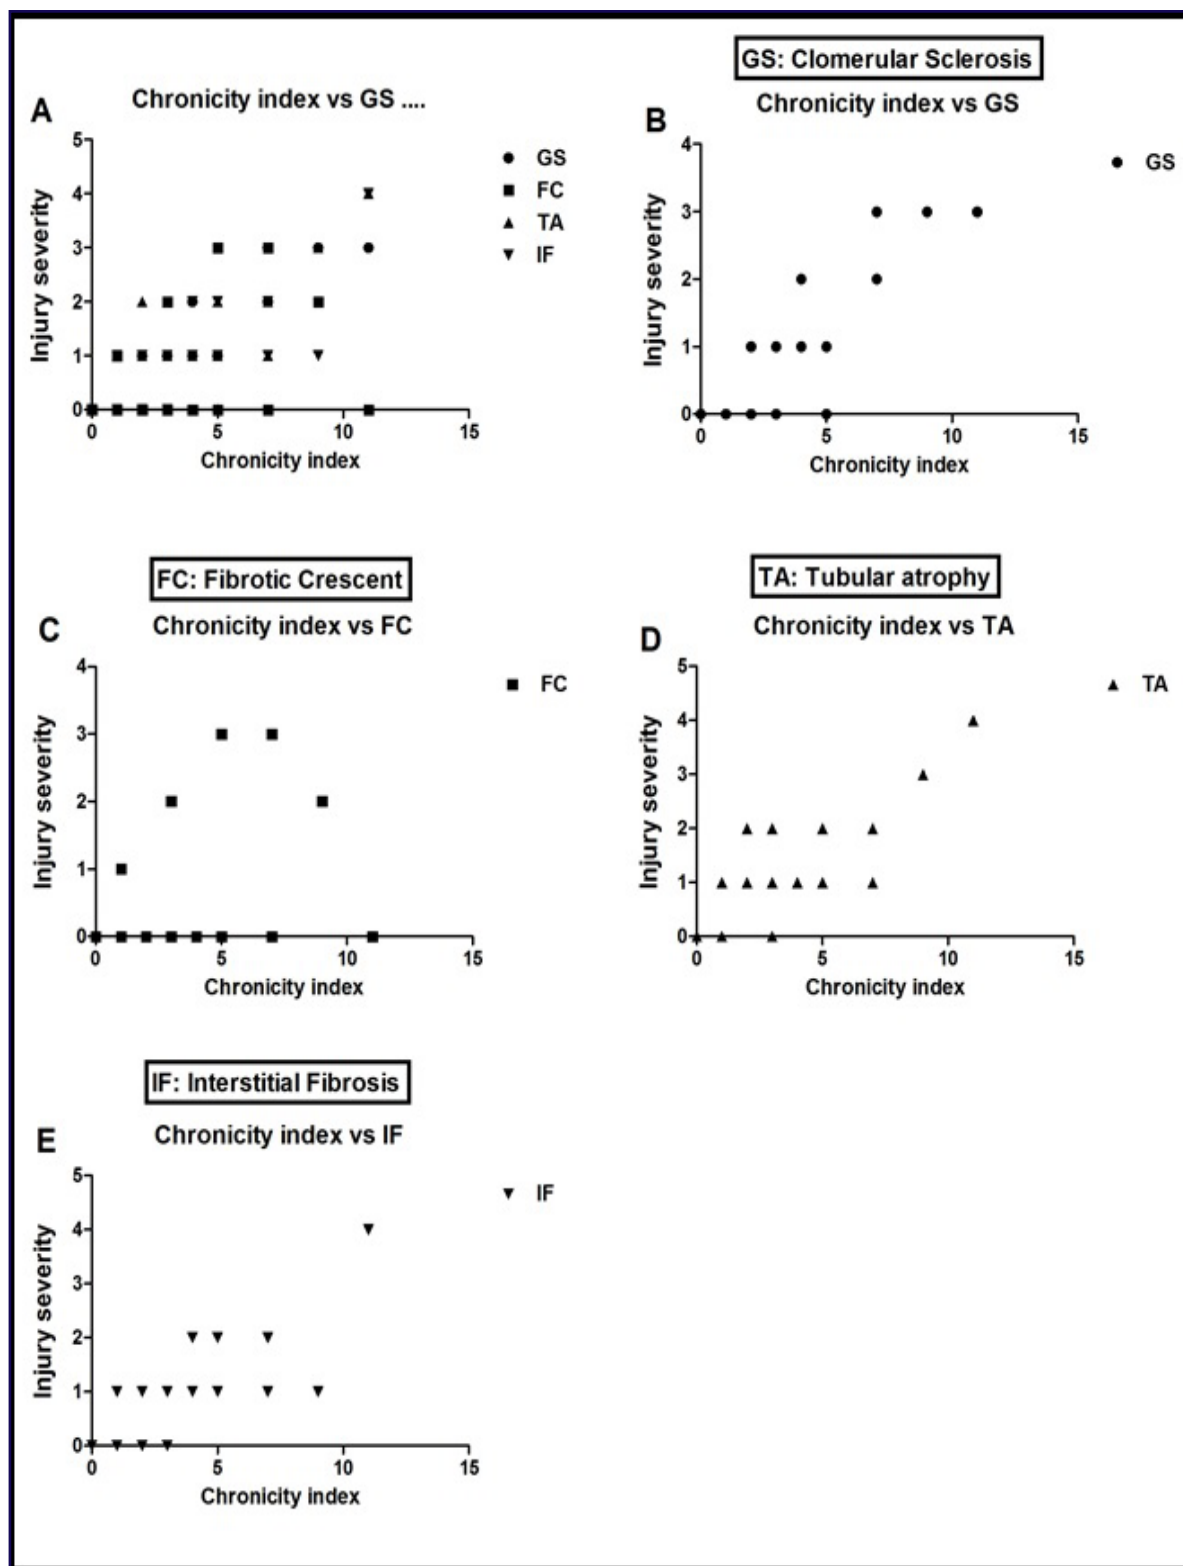 A
Chronicity index vs GS ....
5
4
3
2
1
0
Injury severity
0 5 10 15
Chronicity index
GS
FC
TA
IF
GS: Clomerular Sclerosis
B
Chronicity index vs GS
4
3
2
1
0
Injury severity
0 5 10 15
Chronicity index
GS
FC: Fibrotic Crescent
C
Chronicity index vs FC
4
3
2
1
0
Injury severity
0 5 10 15
Chronicity index
FC
TA: Tubular atrophy
D
Chronicity index vs TA
5
4
3
2
1
0
Injury severity
0 5 10 15
Chronicity index
TA
IF: Interstitial Fibrosis
E
Chronicity index vs IF
5
4
3
2
1
0
Injury severity
0 5 10 15
Chronicity index
IF